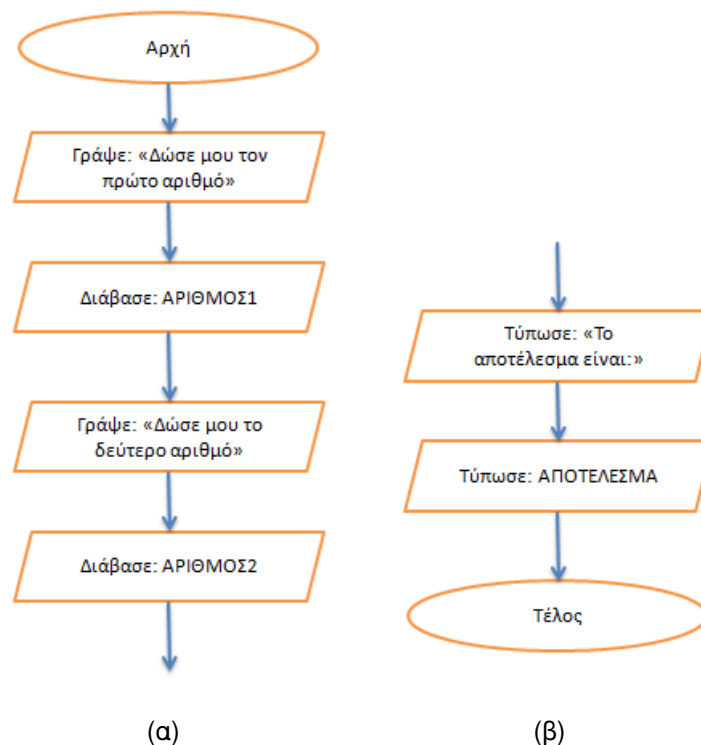 Αρχή
Γράψε: «Δώσε μου τον
πρώτο αριθμό»
Διάβασε: ΑΡΙΘΜΟΣ1
Γράψε: «Δώσε μου το
δεύτερο αριθμό»
Διάβασε: ΑΡΙΘΜΟΣ2
(α)
Τύπωσε: «Το
αποτέλεσμα είναι:»
Τύπωσε: ΑΠΟΤΕΛΕΣΜΑ
Τέλος
(β)